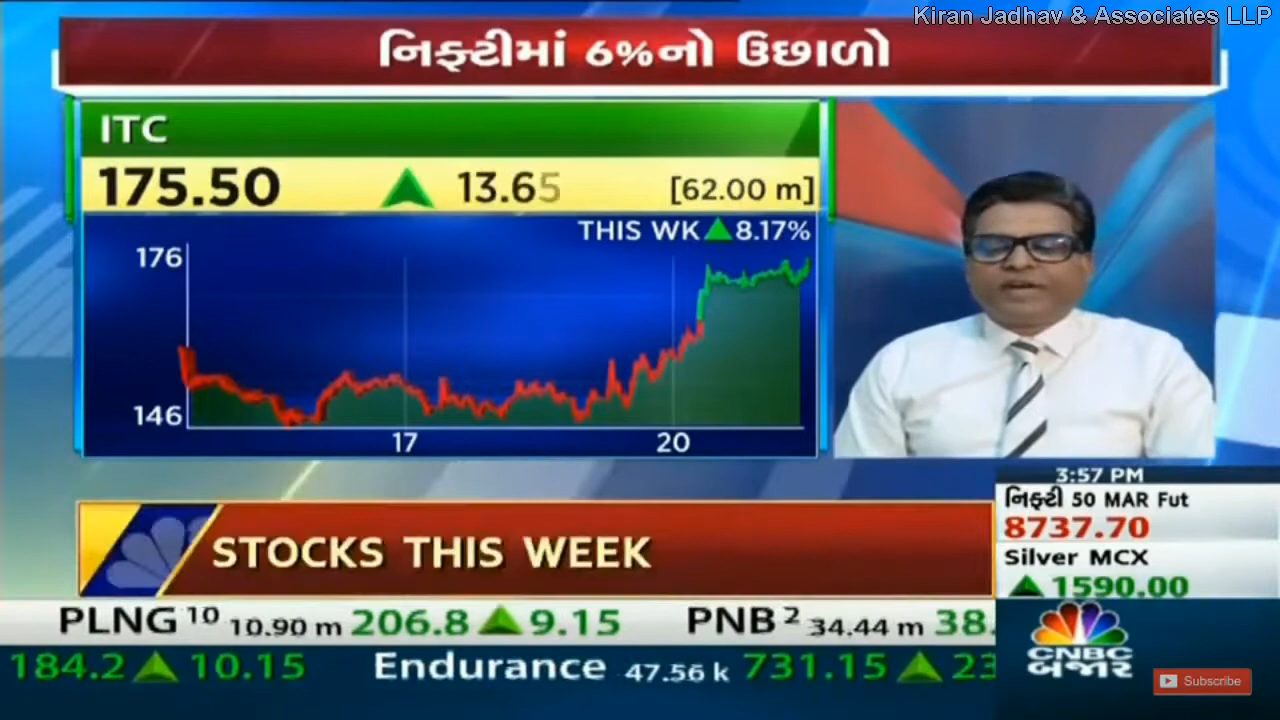 Kiran Jadhav & Associates LLP
નિફ્ટીમાં 6%નો ઉછાળો
ITC
175.50 ▲ 13.65 [62.00 m]
THIS WK ▲ 8.17%
176
146
17 20
3:57 PM
નિફ્ટી 50 MAR Fut
8737.70
Silver MCX
▲ 1590.00
STOCKS THIS WEEK
PLNG 10 10.90 m 206.8 ▲ 9.15 PNB 2 34.44 m 38.
184.2 ▲ 10.15 Endurance 47.56 k 731.15 ▲ 23
CNBC
બજાર
Subscribe